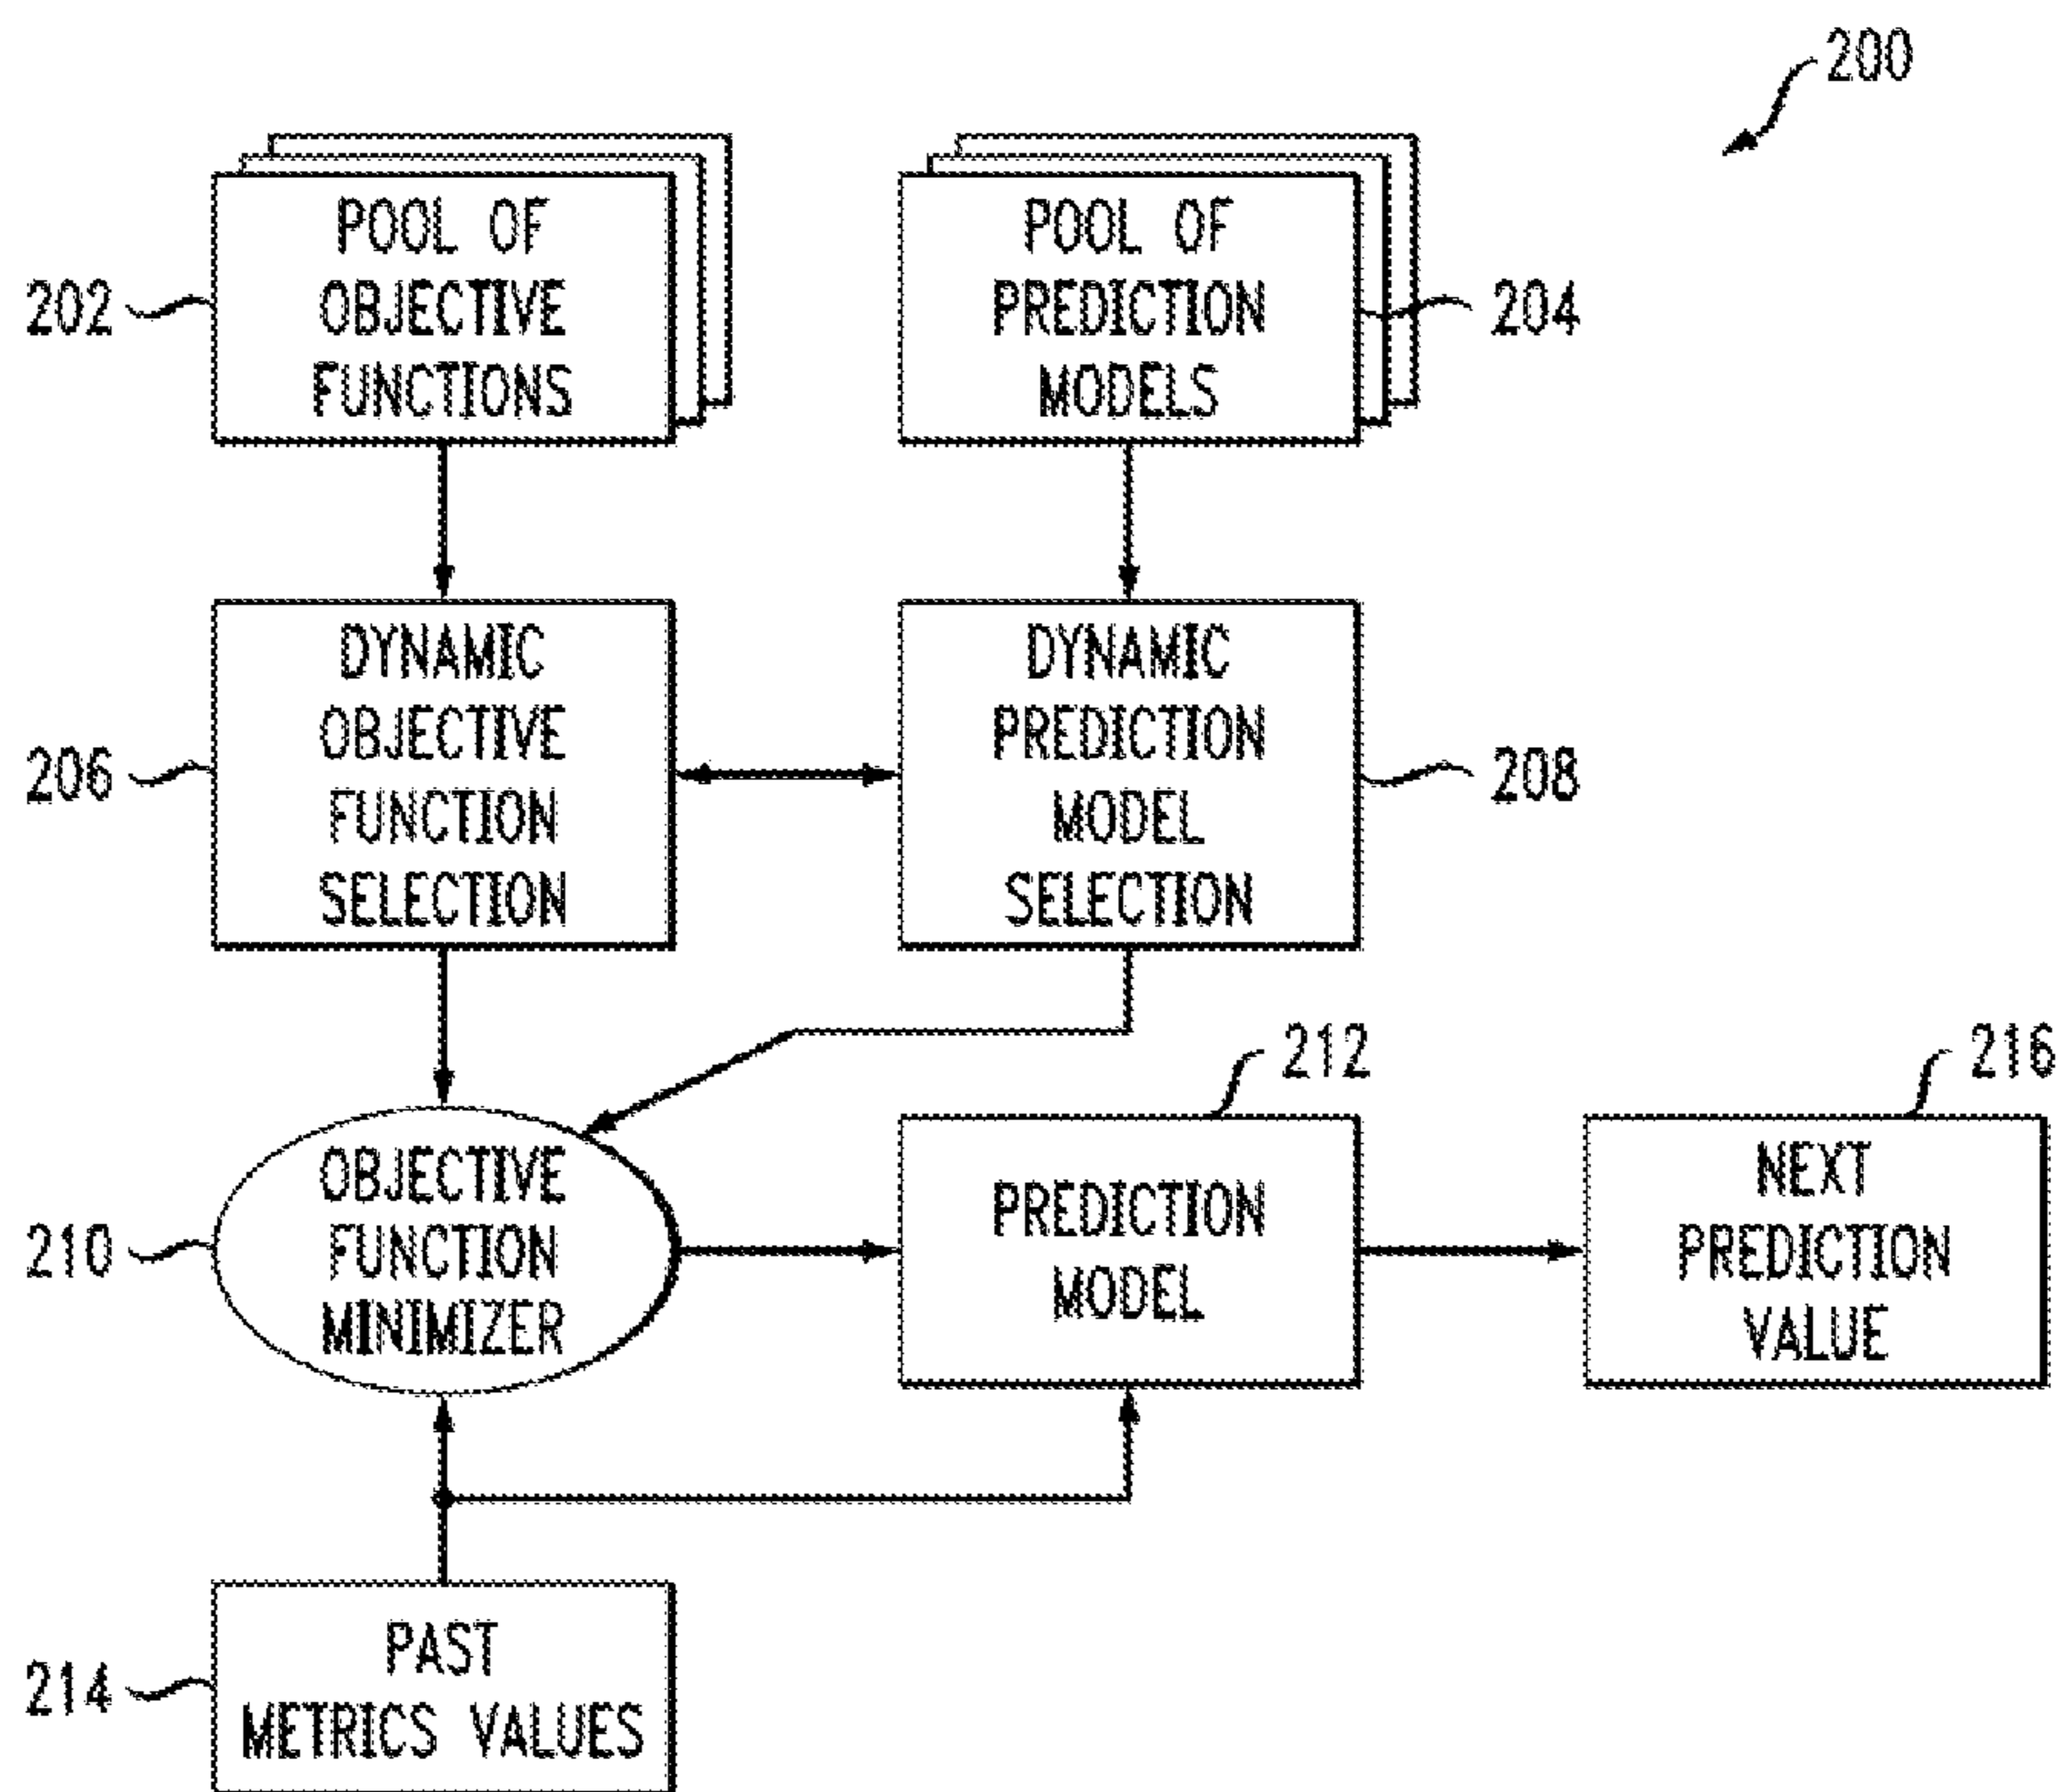 200
POOL OF
OBJECTIVE
FUNCTIONS
202
POOL OF
PREDICTION
MODELS
204
DYNAMIC
OBJECTIVE
FUNCTION
SELECTION
206
DYNAMIC
PREDICTION
MODEL
SELECTION
208
OBJECTIVE
FUNCTION
MINIMIZER
210
PREDICTION
MODEL
212
NEXT
PREDICTION
VALUE
216
PAST
METRICS VALUES
214